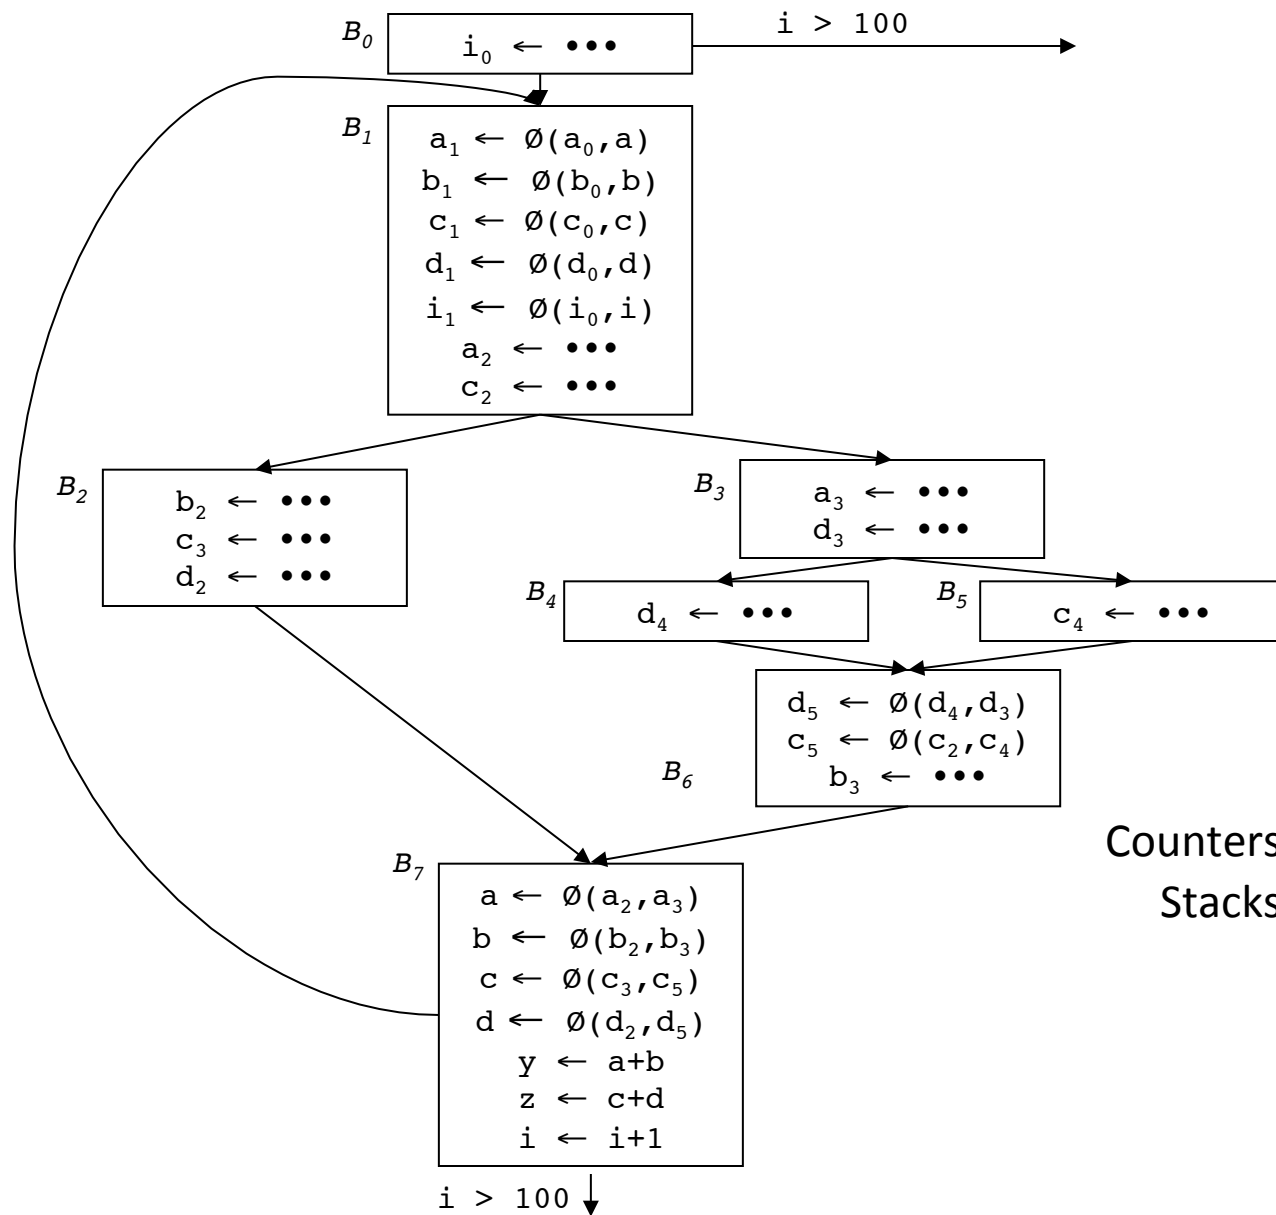 B₀
i₀ ← •••
i > 100
B₁
a₁ ← Ø(a₀,a)
b₁ ← Ø(b₀,b)
c₁ ← Ø(c₀,c)
d₁ ← Ø(d₀,d)
i₁ ← Ø(i₀,i)
a₂ ← •••
c₂ ← •••
B₂
b₂ ← •••
c₃ ← •••
d₂ ← •••
B₃
a₃ ← •••
d₃ ← •••
B₄
d₄ ← •••
B₅
c₄ ← •••
B₆
d₅ ← Ø(d₄,d₃)
c₅ ← Ø(c₂,c₄)
b₃ ← •••
Counters
Stacks
B₇
a ← Ø(a₂,a₃)
b ← Ø(b₂,b₃)
c ← Ø(c₃,c₅)
d ← Ø(d₂,d₅)
y ← a+b
z ← c+d
i ← i+1
i > 100